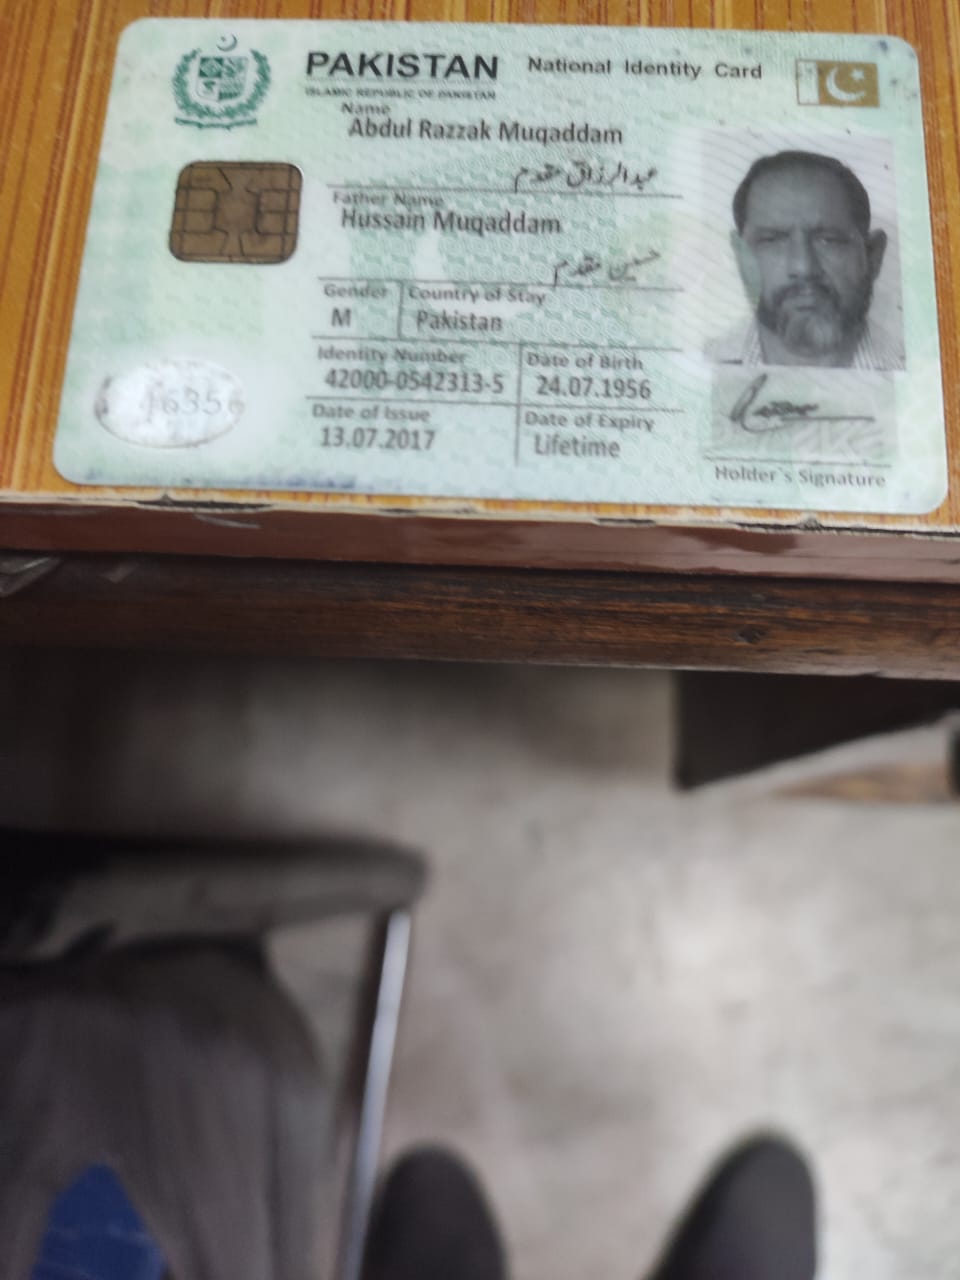 PAKISTAN National Identity Card
ISLAMIC REPUBLIC OF PAKISTAN
Name
Abdul Razzak Muqaddam
عبدالرزاق مقدم
Father Name
Hussain Muqaddam
حسین مقدم
Gender Country of Stay
M Pakistan
Identity Number Date of Birth
42000-0542313-5 24.07.1956
Date of Issue Date of Expiry
13.07.2017 Lifetime
Holder`s Signature